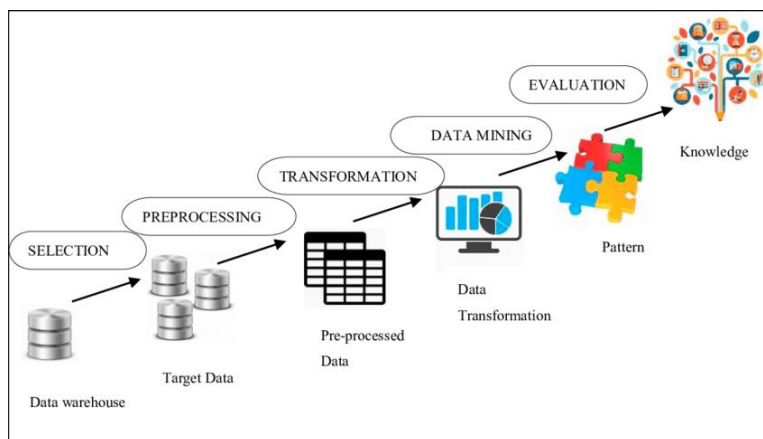 EVALUATION
DATA MINING
Knowledge
TRANSFORMATION
PREPROCESSING
Pattern
SELECTION
Data
Transformation
Pre-processed
Data
Target Data
Data warehouse